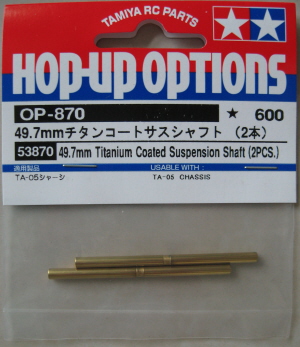 TAMIYA RC PARTS
HOP-UP OPTIONS
OP-870 ★ 600
49.7mmチタンコートサスシャフト (2本)
53870 49.7mm Titanium Coated Suspension Shaft (2PCS.)
適用製品 USABLE WITH:
TA-05シャーシ TA-05 CHASSIS